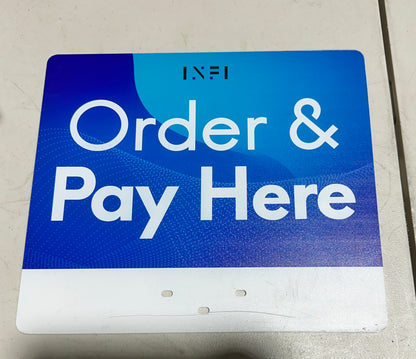 INFI
Order &
Pay Here